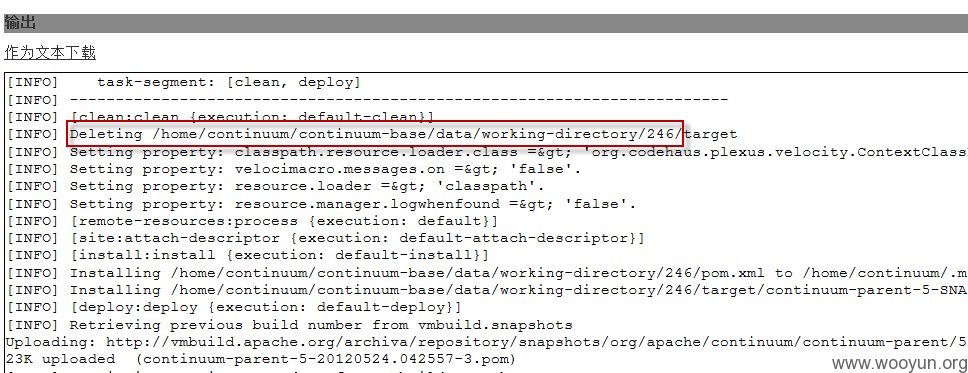 输出
作为文本下载
[INFO]    task-segment: [clean, deploy]
[INFO] ------------------------------------------------------------------------
[INFO] [clean:clean {execution: default-clean}]
[INFO] Deleting /home/continuum/continuum-base/data/working-directory/246/target
[INFO] Setting property: classpath.resource.loader.class =&gt; 'org.codehaus.plexus.velocity.ContextClass
[INFO] Setting property: velocimacro.messages.on =&gt; 'false'.
[INFO] Setting property: resource.loader =&gt; 'classpath'.
[INFO] Setting property: resource.manager.logwhenfound =&gt; 'false'.
[INFO] [remote-resources:process {execution: default}]
[INFO] [site:attach-descriptor {execution: default-attach-descriptor}]
[INFO] [install:install {execution: default-install}]
[INFO] Installing /home/continuum/continuum-base/data/working-directory/246/pom.xml to /home/continuum/.m
[INFO] Installing /home/continuum/continuum-base/data/working-directory/246/target/continuum-parent-5-SNA
[INFO] [deploy:deploy {execution: default-deploy}]
[INFO] Retrieving previous build number from vmbuild.snapshots
Uploading: http://vmbuild.apache.org/archiva/repository/snapshots/org/apache/continuum/continuum-parent/5
23K uploaded  (continuum-parent-5-20120524.042557-3.pom)
www.wooyun.org